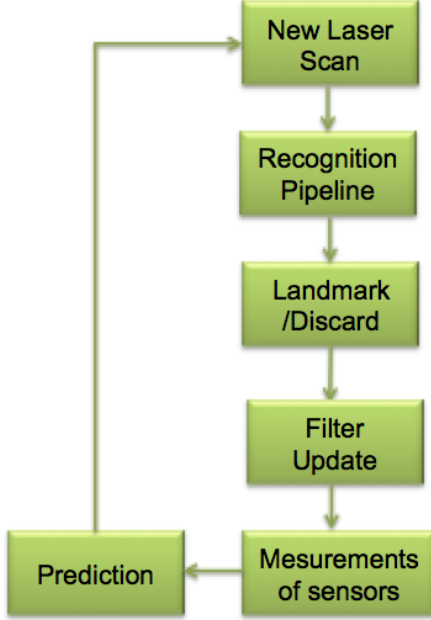 New Laser
Scan
Recognition
Pipeline
Landmark
/Discard
Filter
Update
Mesurements
of sensors
Prediction